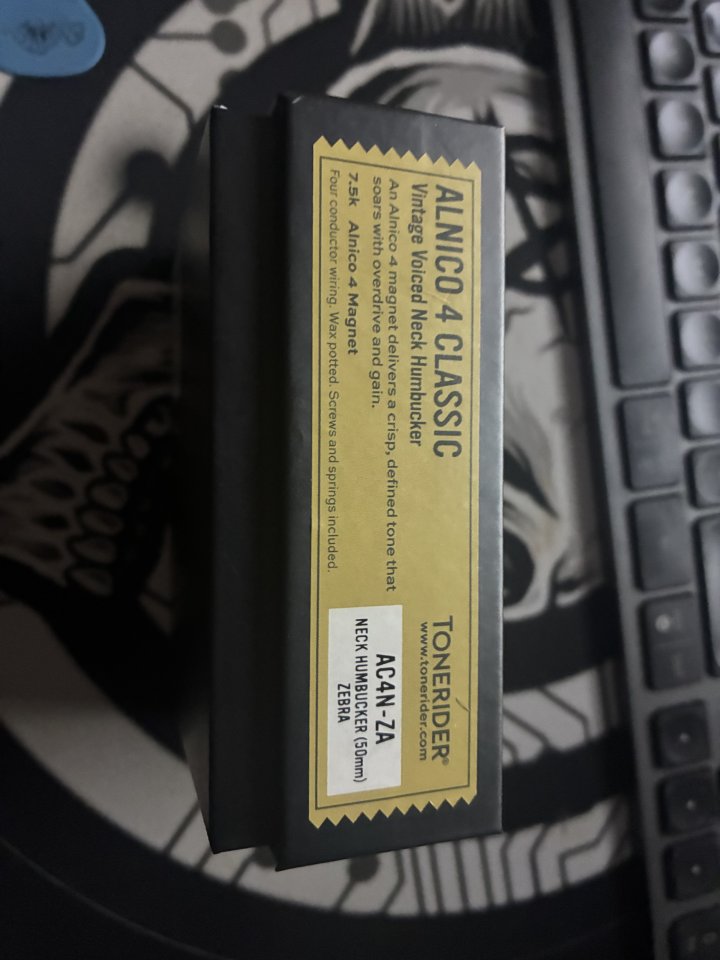 ALNICO 4 CLASSIC
Vintage Voiced Neck Humbucker
An Alnico 4 magnet delivers a crisp, defined tone that
soars with overdrive and gain.
7.5k Alnico 4 Magnet
Four conductor wiring. Wax potted. Screws and springs included.
TONERIDER®
www.tonerider.com
AC4N-ZA
NECK HUMBUCKER (50mm)
ZEBRA